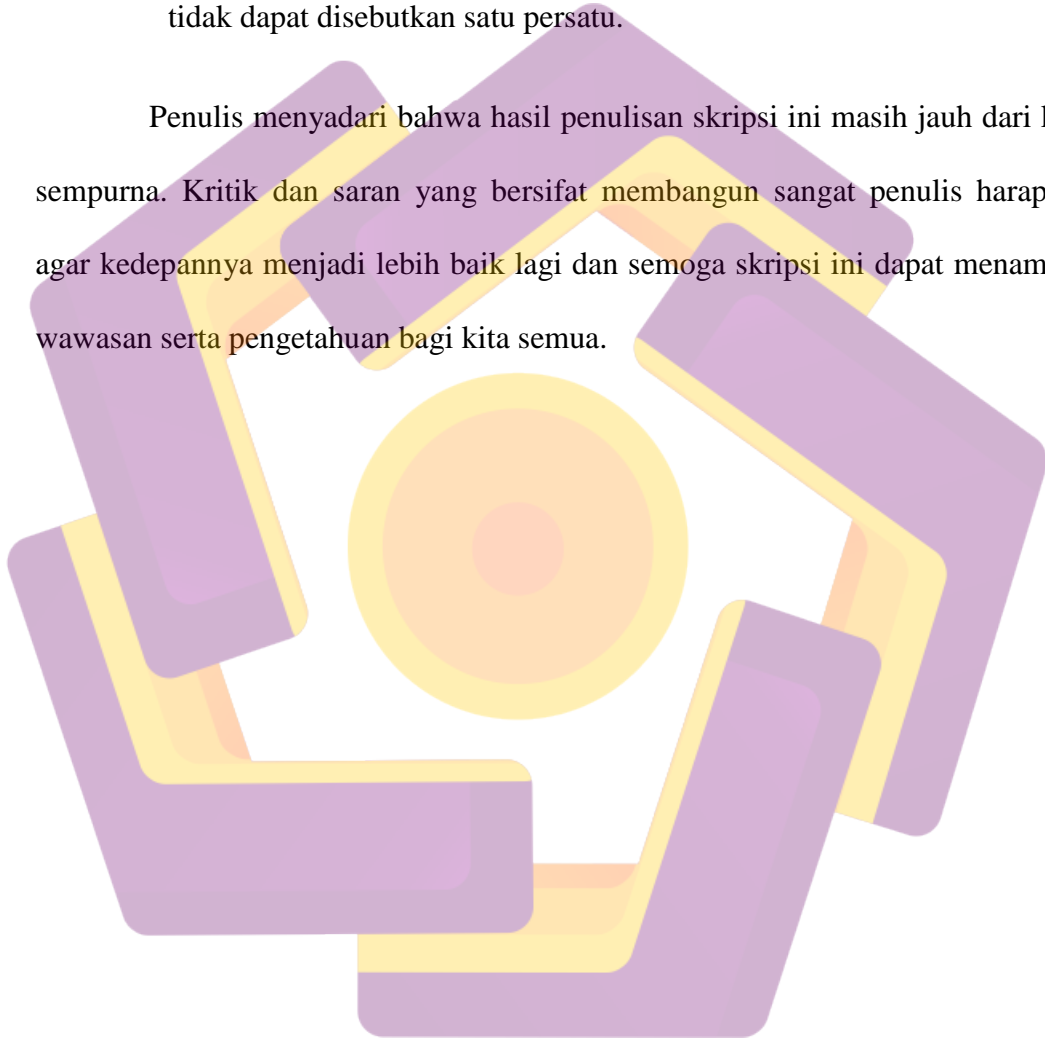 tidak dapat disebutkan satu persatu.
Penulis menyadari bahwa hasil penulisan skripsi ini masih jauh dari
sempurna. Kritik dan saran yang bersifat membangun sangat penulis harap
agar kedepannya menjadi lebih baik lagi dan semoga skripsi ini dapat menam
wawasan serta pengetahuan bagi kita semua.